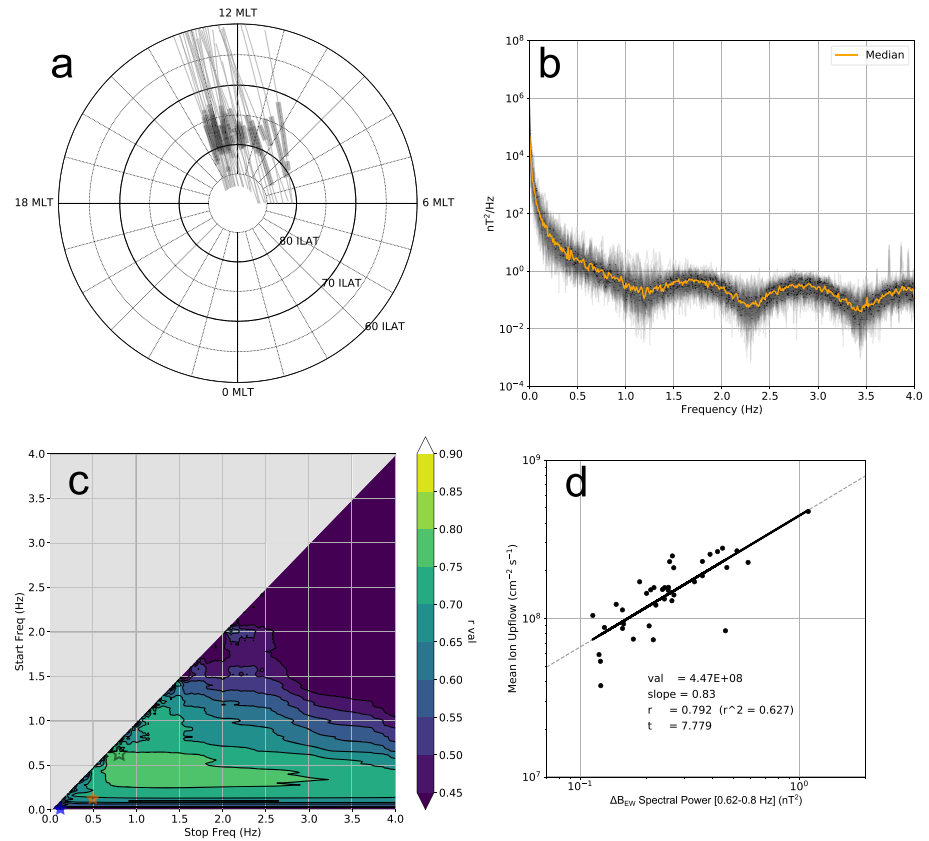 a
12 MLT
18 MLT
6 MLT
80 ILAT
70 ILAT
60 ILAT
0 MLT
b
Median
10^8
10^6
10^4
10^2
10^0
10^−2
10^−4
nT^2/Hz
0.0 0.5 1.0 1.5 2.0 2.5 3.0 3.5 4.0
Frequency (Hz)
c
4.0
3.5
3.0
2.5
2.0
1.5
1.0
0.5
0.0
Start Freq (Hz)
0.0 0.5 1.0 1.5 2.0 2.5 3.0 3.5 4.0
Stop Freq (Hz)
0.90
0.85
0.80
0.75
0.70
0.65
0.60
0.55
0.50
0.45
r val
d
10^9
10^8
10^7
Mean Ion Upflow (cm^−2 s^−1)
val = 4.47E+08
slope = 0.83
r = 0.792 (r^2 = 0.627)
t = 7.779
10^−1 10^0
ΔB_EW Spectral Power [0.62-0.8 Hz] (nT^2)